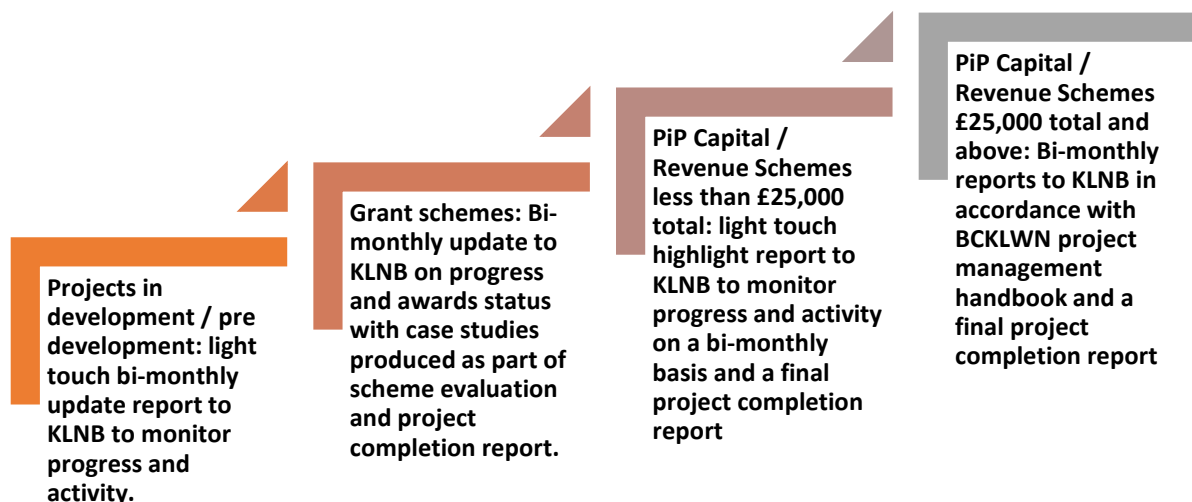 Projects in
development / pre
development: light
touch bi-monthly
update report to
KLNB to monitor
progress and
activity.
Grant schemes: Bi-
monthly update to
KLNB on progress
and awards status
with case studies
produced as part of
scheme evaluation
and project
completion report.
PiP Capital /
Revenue Schemes
less than £25,000
total: light touch
highlight report to
KLNB to monitor
progress and activity
on a bi-monthly
basis and a final
project completion
report
PiP Capital /
Revenue Schemes
£25,000 total and
above: Bi-monthly
reports to KLNB in
accordance with
BCKLWN project
management
handbook and a
final project
completion report